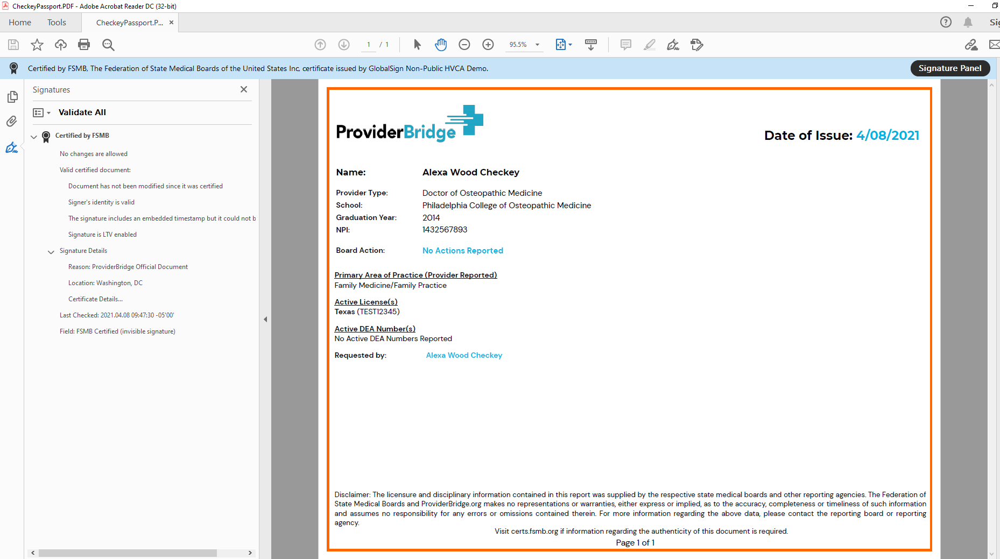 CheckeyPassport.PDF - Adobe Acrobat Reader DC (32-bit)
Home Tools CheckeyPassport.P... ×
1 / 1 95.5%
Certified by FSMB, The Federation of State Medical Boards of the United States Inc, certificate issued by GlobalSign Non-Public HVCA Demo.
Signature Panel
Signatures
Validate All
Certified by FSMB
No changes are allowed
Valid certified document:
Document has not been modified since it was certified
Signer's identity is valid
The signature includes an embedded timestamp but it could not b
Signature is LTV enabled
Signature Details
Reason: ProviderBridge Official Document
Location: Washington, DC
Certificate Details...
Last Checked: 2021.04.08 09:47:30 -05'00'
Field: FSMB Certified (invisible signature)
ProviderBridge
Date of Issue: 4/08/2021
Name: Alexa Wood Checkey
Provider Type: Doctor of Osteopathic Medicine
School: Philadelphia College of Osteopathic Medicine
Graduation Year: 2014
NPI: 1432567893
Board Action: No Actions Reported
Primary Area of Practice (Provider Reported)
Family Medicine/Family Practice
Active License(s)
Texas (TEST12345)
Active DEA Number(s)
No Active DEA Numbers Reported
Requested by: Alexa Wood Checkey
Disclaimer: The licensure and disciplinary information contained in this report was supplied by the respective state medical boards and other reporting agencies. The Federation of
State Medical Boards and ProviderBridge.org makes no representations or warranties, either express or implied, as to the accuracy, completeness or timeliness of such information
and assumes no responsibility for any errors or omissions contained therein. For more information regarding the above data, please contact the reporting board or reporting
agency.
Visit certs.fsmb.org if information regarding the authenticity of this document is required.
Page 1 of 1